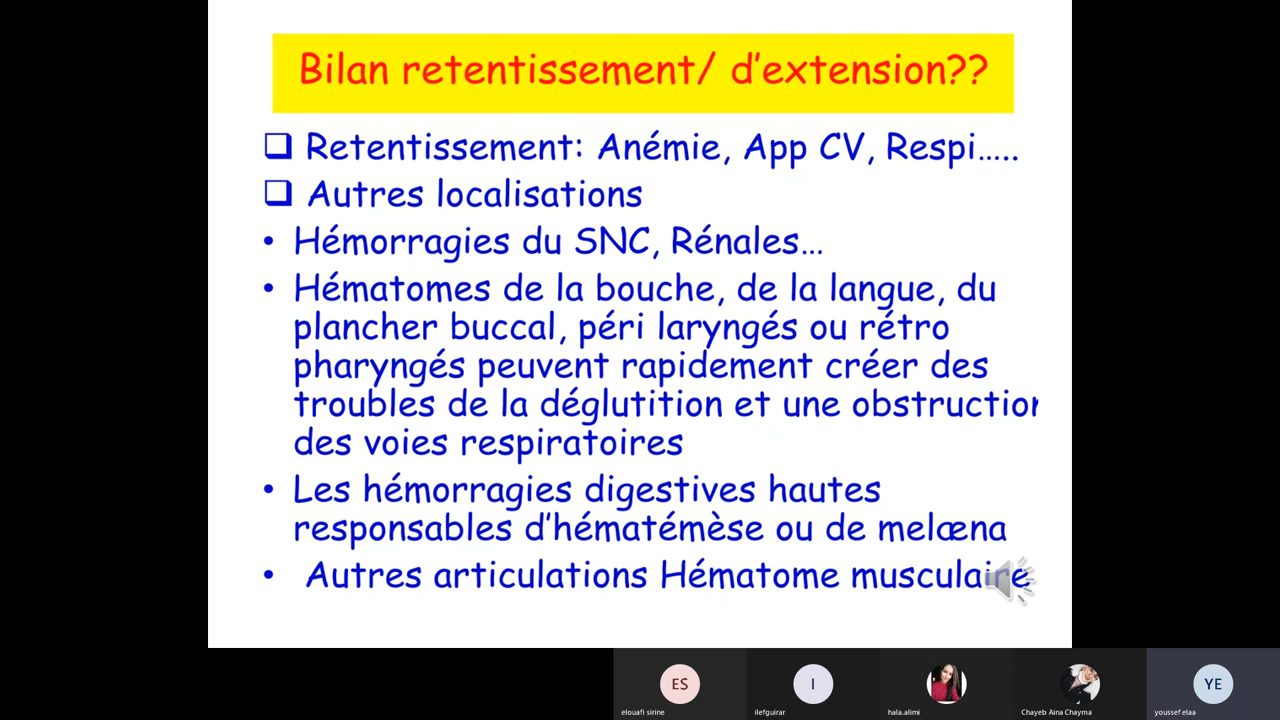 Bilan retentissement/ d'extension??
❑ Retentissement: Anémie, App CV, Respi.....
❑ Autres localisations
• Hémorragies du SNC, Rénales...
• Hématomes de la bouche, de la langue, du
plancher buccal, péri laryngés ou rétro
pharyngés peuvent rapidement créer des
troubles de la déglutition et une obstruction
des voies respiratoires
• Les hémorragies digestives hautes
responsables d'hématémèse ou de melæna
• Autres articulations Hématome musculaire
ES I YE
elouafi sirine ilefguirar hala.alimi Chayeb Aina Chayma youssef elaa